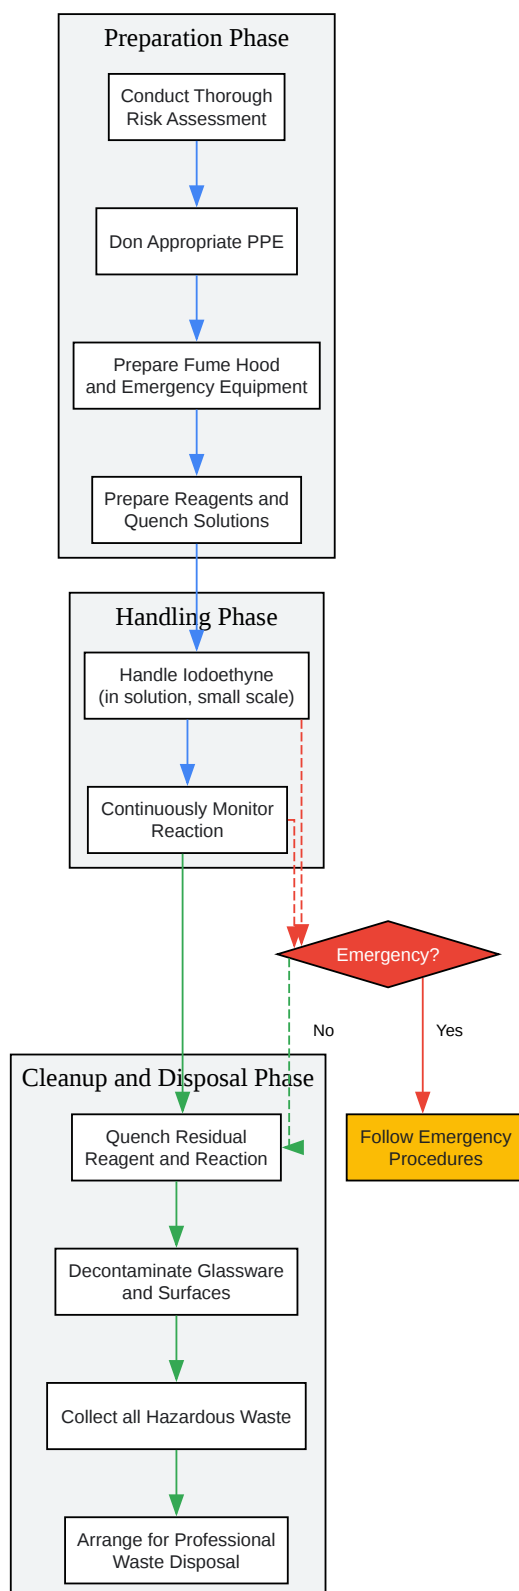 Preparation Phase
Conduct Thorough
Risk Assessment
Don Appropriate PPE
Prepare Fume Hood
and Emergency Equipment
Prepare Reagents and
Quench Solutions
Handling Phase
Handle Iodoethyne
(in solution, small scale)
Continuously Monitor
Reaction
Emergency?
No
Yes
Cleanup and Disposal Phase
Quench Residual
Reagent and Reaction
Follow Emergency
Procedures
Decontaminate Glassware
and Surfaces
Collect all Hazardous Waste
Arrange for Professional
Waste Disposal